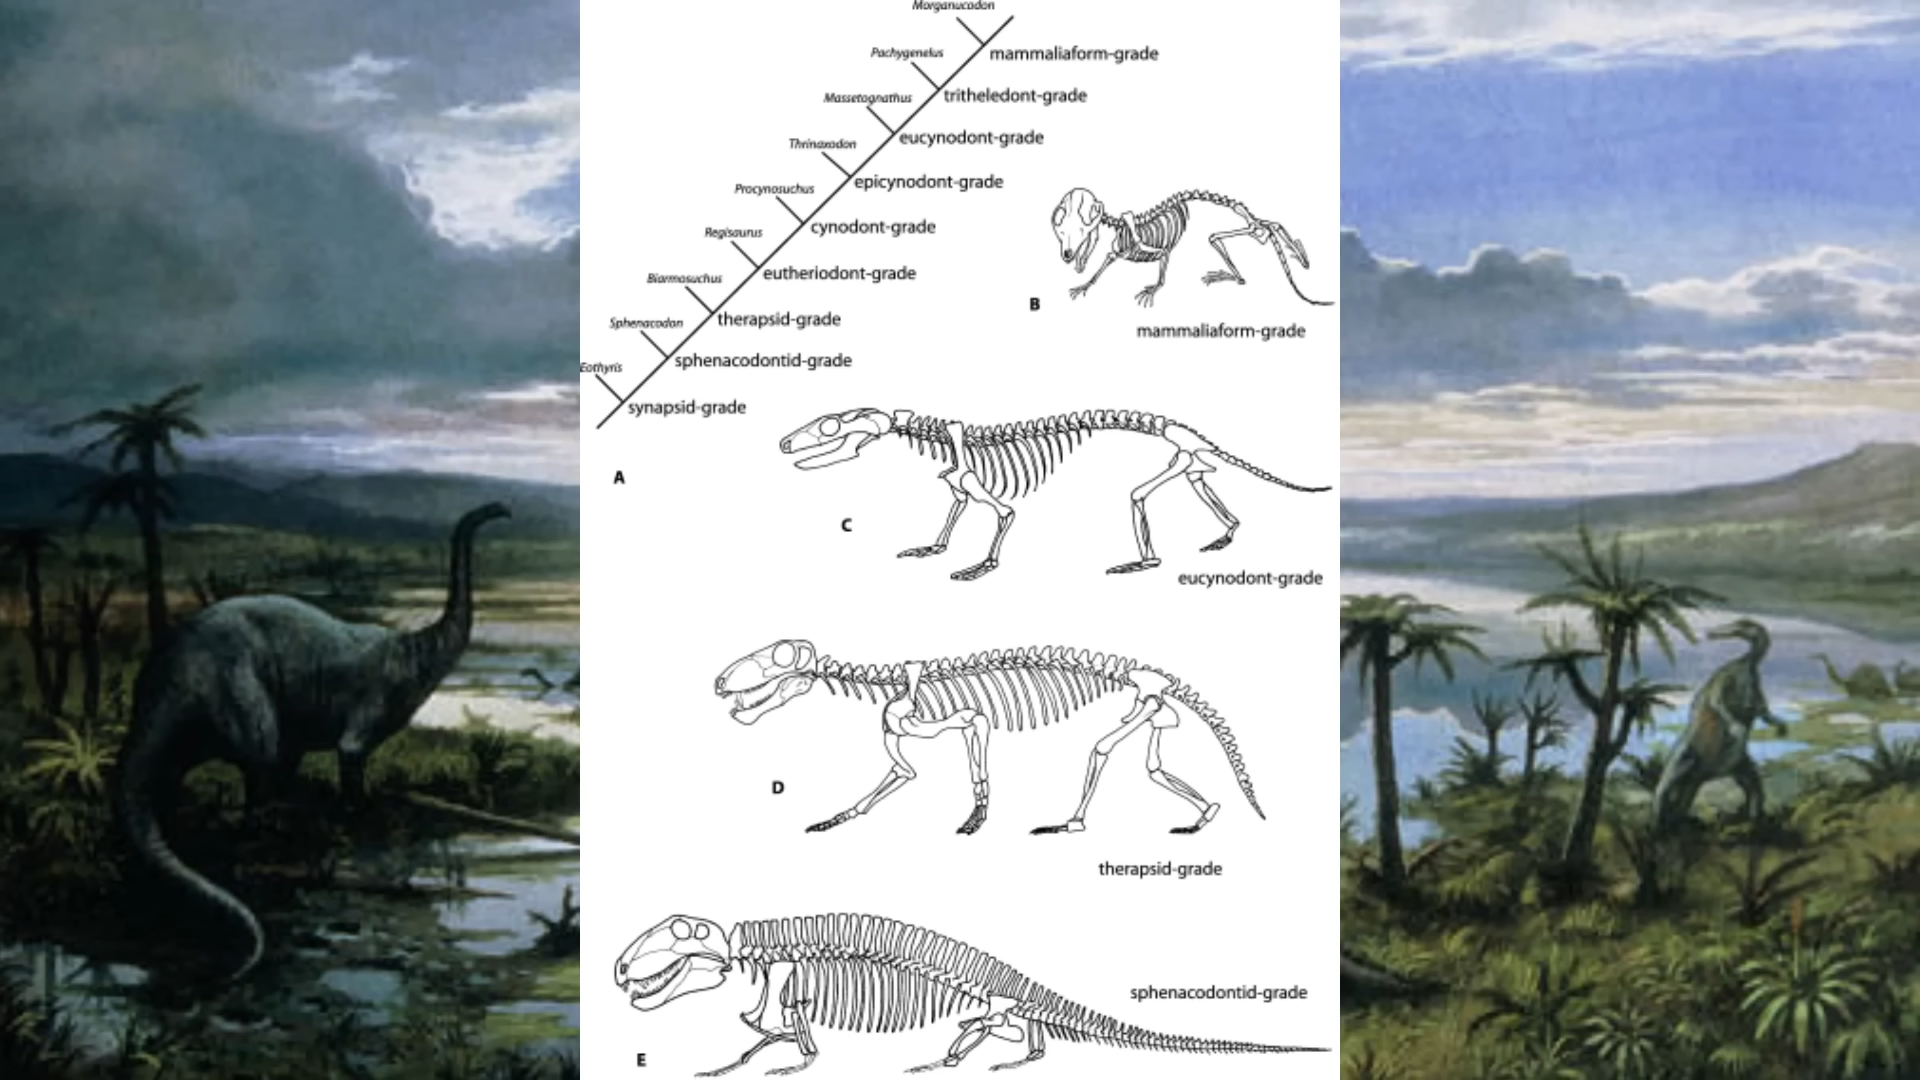 Morganucodon
mammaliaform-grade
Pachygenelus
tritheledont-grade
Massetognathus
eucynodont-grade
Thrinaxodon
epicynodont-grade
Procynosuchus
cynodont-grade
Regisaurus
eutheriodont-grade
Biarmosuchus
therapsid-grade
Sphenacodon
sphenacodontid-grade
Eothyris
synapsid-grade
A
B
mammaliaform-grade
C
eucynodont-grade
D
therapsid-grade
sphenacodontid-grade
E